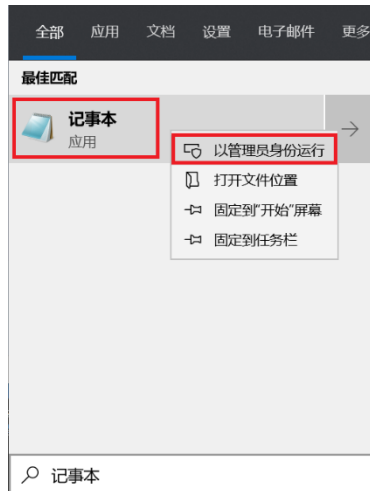 全部 应用 文档 设置 电子邮件 更多
最佳匹配
记事本
应用
以管理员身份运行
打开文件位置
固定到"开始"屏幕
固定到任务栏
记事本